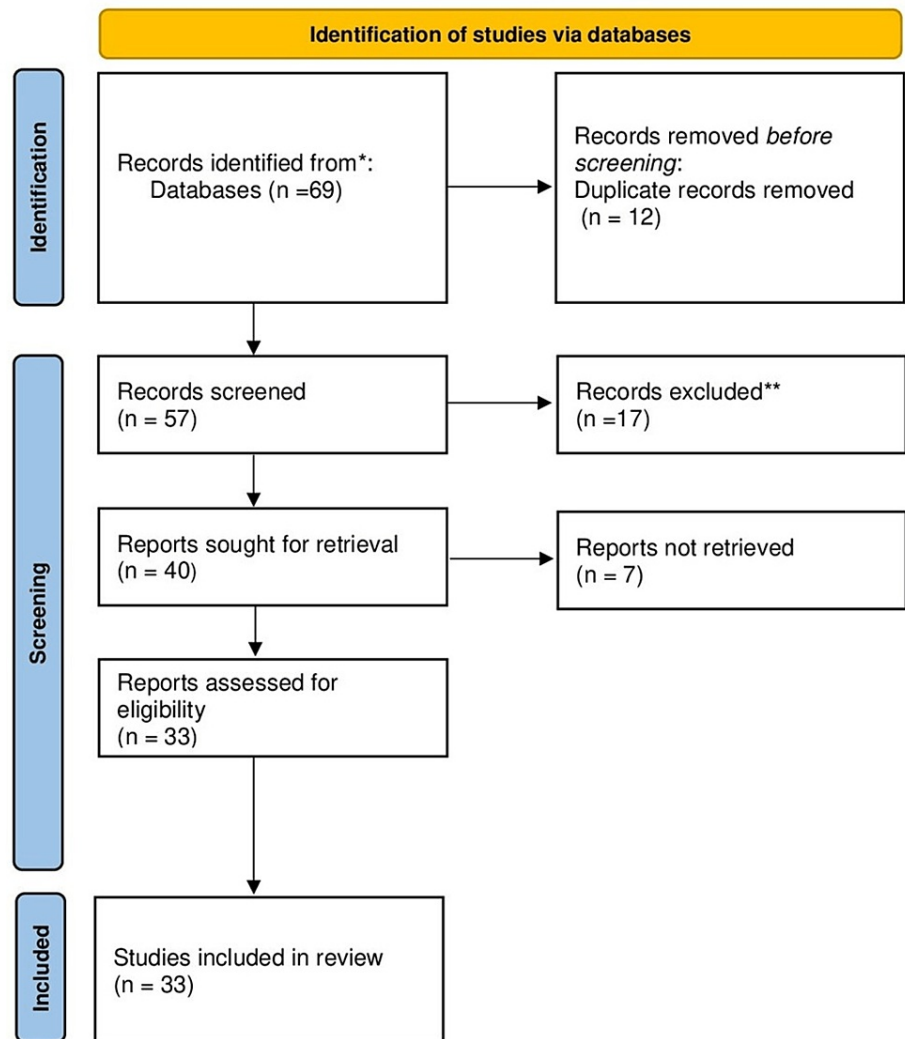 Identification of studies via databases
Identification
Records identified from*:
Databases (n =69)
Records removed before
screening:
Duplicate records removed
(n = 12)
Screening
Records screened
(n = 57)
Records excluded**
(n =17)
Reports sought for retrieval
(n = 40)
Reports not retrieved
(n = 7)
Reports assessed for
eligibility
(n = 33)
Included
Studies included in review
(n = 33)